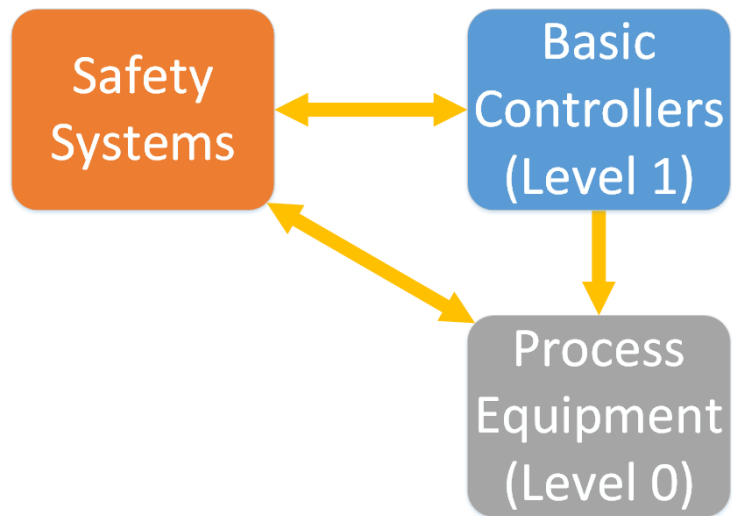 Safety
Systems
Basic
Controllers
(Level 1)
Process
Equipment
(Level 0)